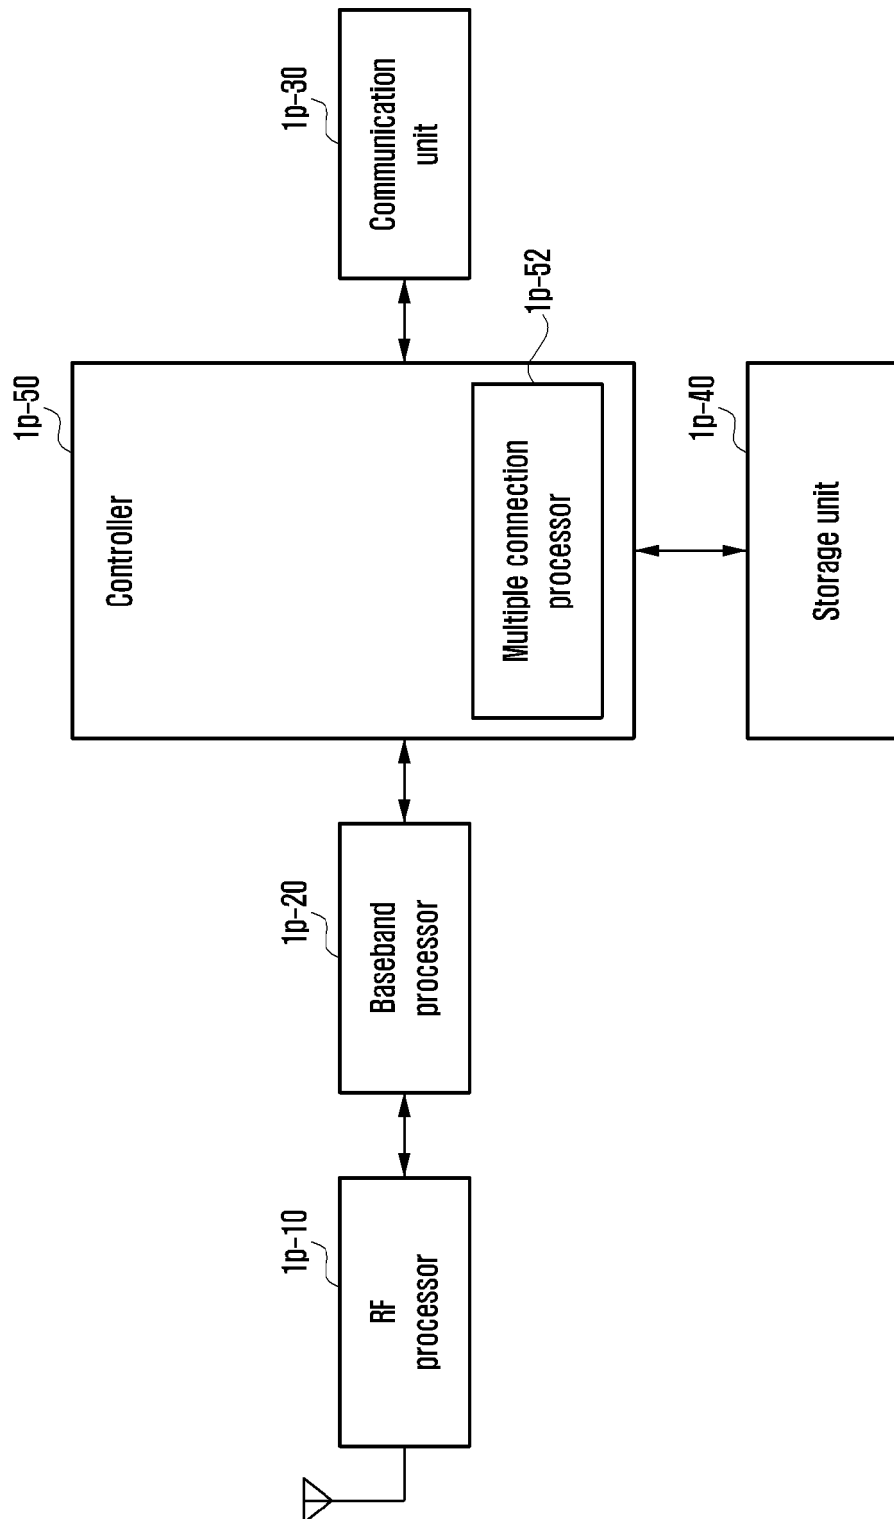 1p-50
Controller
1p-10
RF
processor
1p-20
Baseband
processor
1p-30
Communication
unit
1p-52
Multiple connection
processor
1p-40
Storage unit